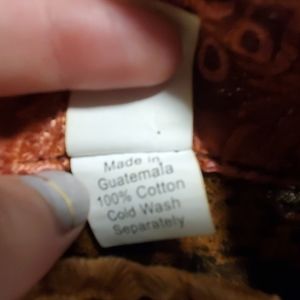 Made in
Guatemala
100% Cotton
Cold Wash
Separately